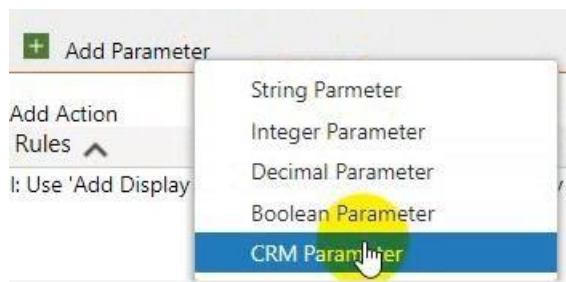 Add Parameter
String Parmeter
Add Action
Integer Parameter
Rules
Decimal Parameter
l: Use 'Add Display
Boolean Parameter
CRM Parameter